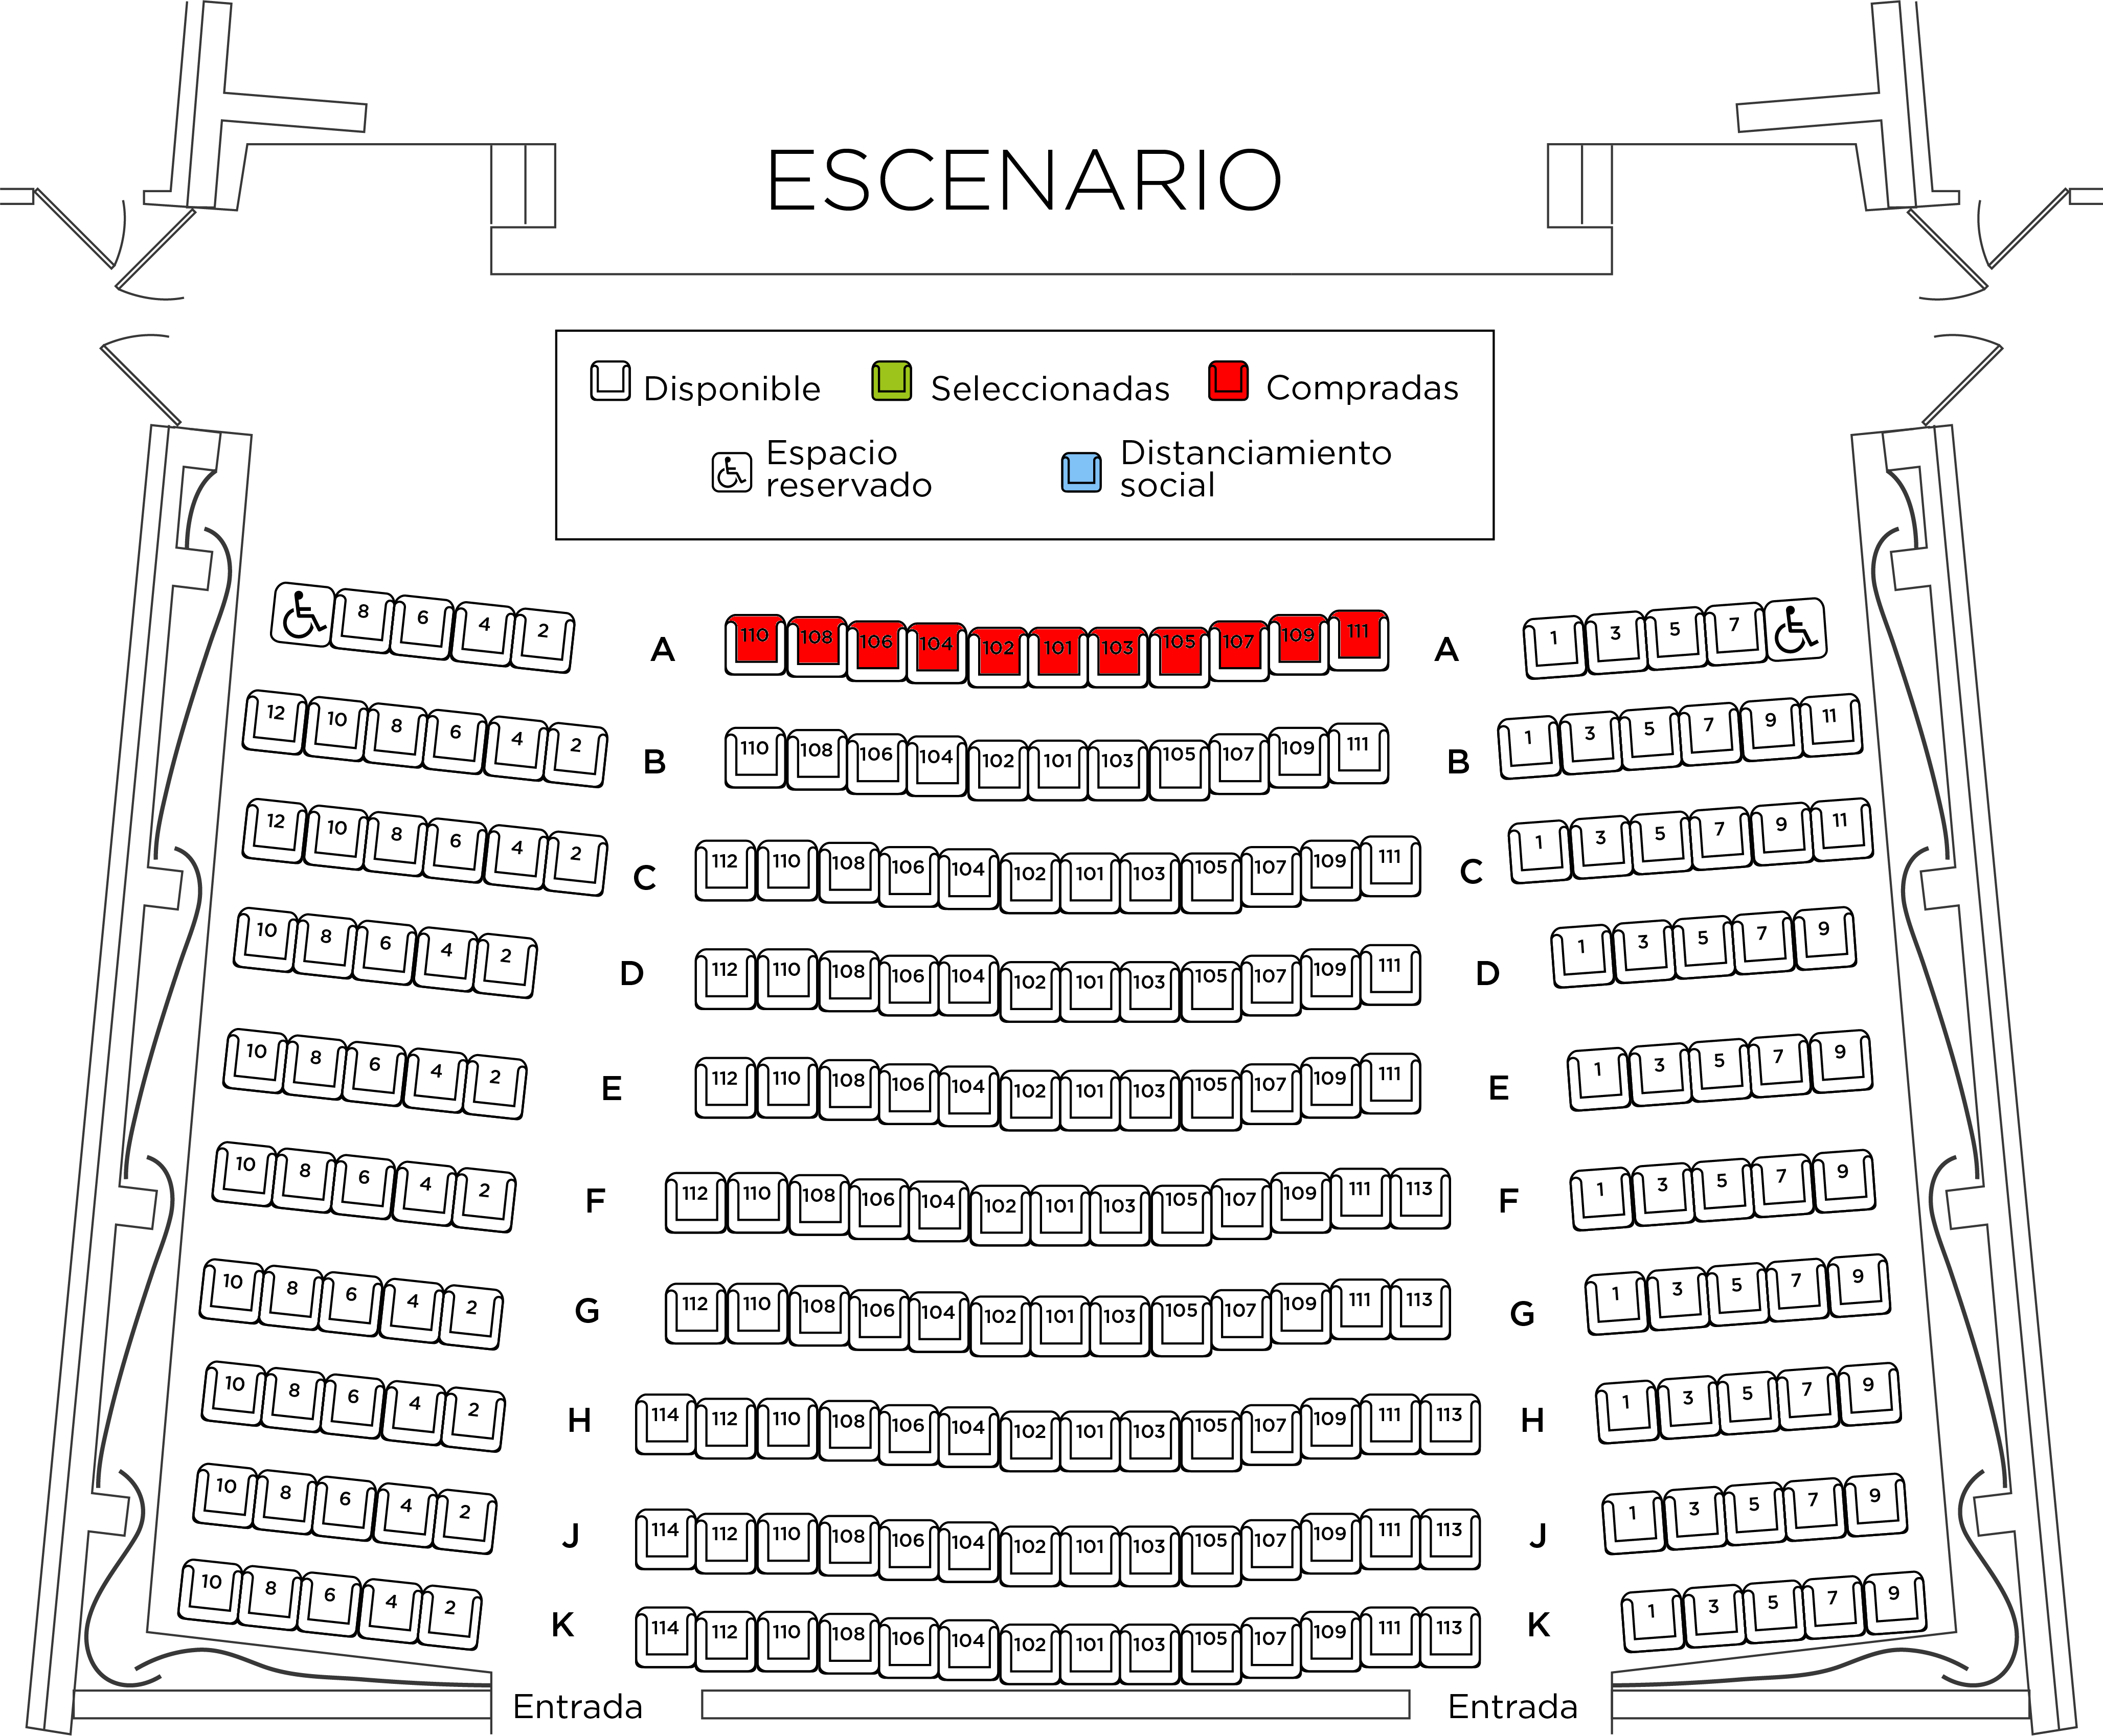 ESCENARIO
Disponible Seleccionadas Compradas
Espacio reservado Distanciamiento social
8 6 4 2 A 110 108 106 104 102 101 103 105 107 109 111 A 1 3 5 7
12 10 8 6 4 2 B 110 108 106 104 102 101 103 105 107 109 111 B 1 3 5 7 9 11
12 10 8 6 4 2 C 112 110 108 106 104 102 101 103 105 107 109 111 C 1 3 5 7 9 11
10 8 6 4 2 D 112 110 108 106 104 102 101 103 105 107 109 111 D 1 3 5 7 9
10 8 6 4 2 E 112 110 108 106 104 102 101 103 105 107 109 111 E 1 3 5 7 9
10 8 6 4 2 F 112 110 108 106 104 102 101 103 105 107 109 111 113 F 1 3 5 7 9
10 8 6 4 2 G 112 110 108 106 104 102 101 103 105 107 109 111 113 G 1 3 5 7 9
10 8 6 4 2 H 114 112 110 108 106 104 102 101 103 105 107 109 111 113 H 1 3 5 7 9
10 8 6 4 2 J 114 112 110 108 106 104 102 101 103 105 107 109 111 113 J 1 3 5 7 9
10 8 6 4 2 K 114 112 110 108 106 104 102 101 103 105 107 109 111 113 K 1 3 5 7 9
Entrada Entrada